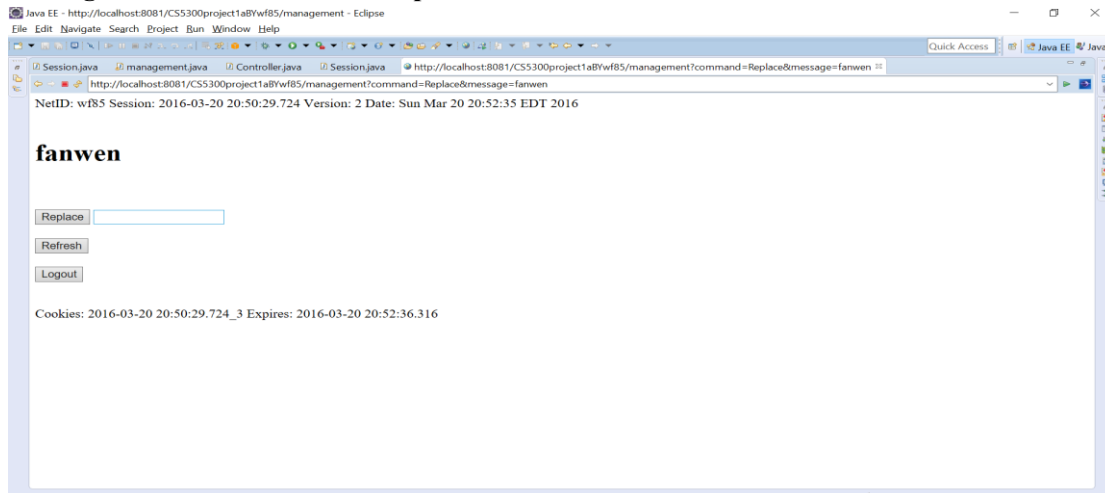 Java EE - http://localhost:8081/CS5300project1aBYwf85/management - Eclipse
File Edit Navigate Search Project Run Window Help
Quick Access Java EE Java
Session.java management.java Controller.java Session.java http://localhost:8081/CS5300project1aBYwf85/management?command=Replace&message=fanwen
http://localhost:8081/CS5300project1aBYwf85/management?command=Replace&message=fanwen
NetID: wf85 Session: 2016-03-20 20:50:29.724 Version: 2 Date: Sun Mar 20 20:52:35 EDT 2016
fanwen
Replace
Refresh
Logout
Cookies: 2016-03-20 20:50:29.724_3 Expires: 2016-03-20 20:52:36.316